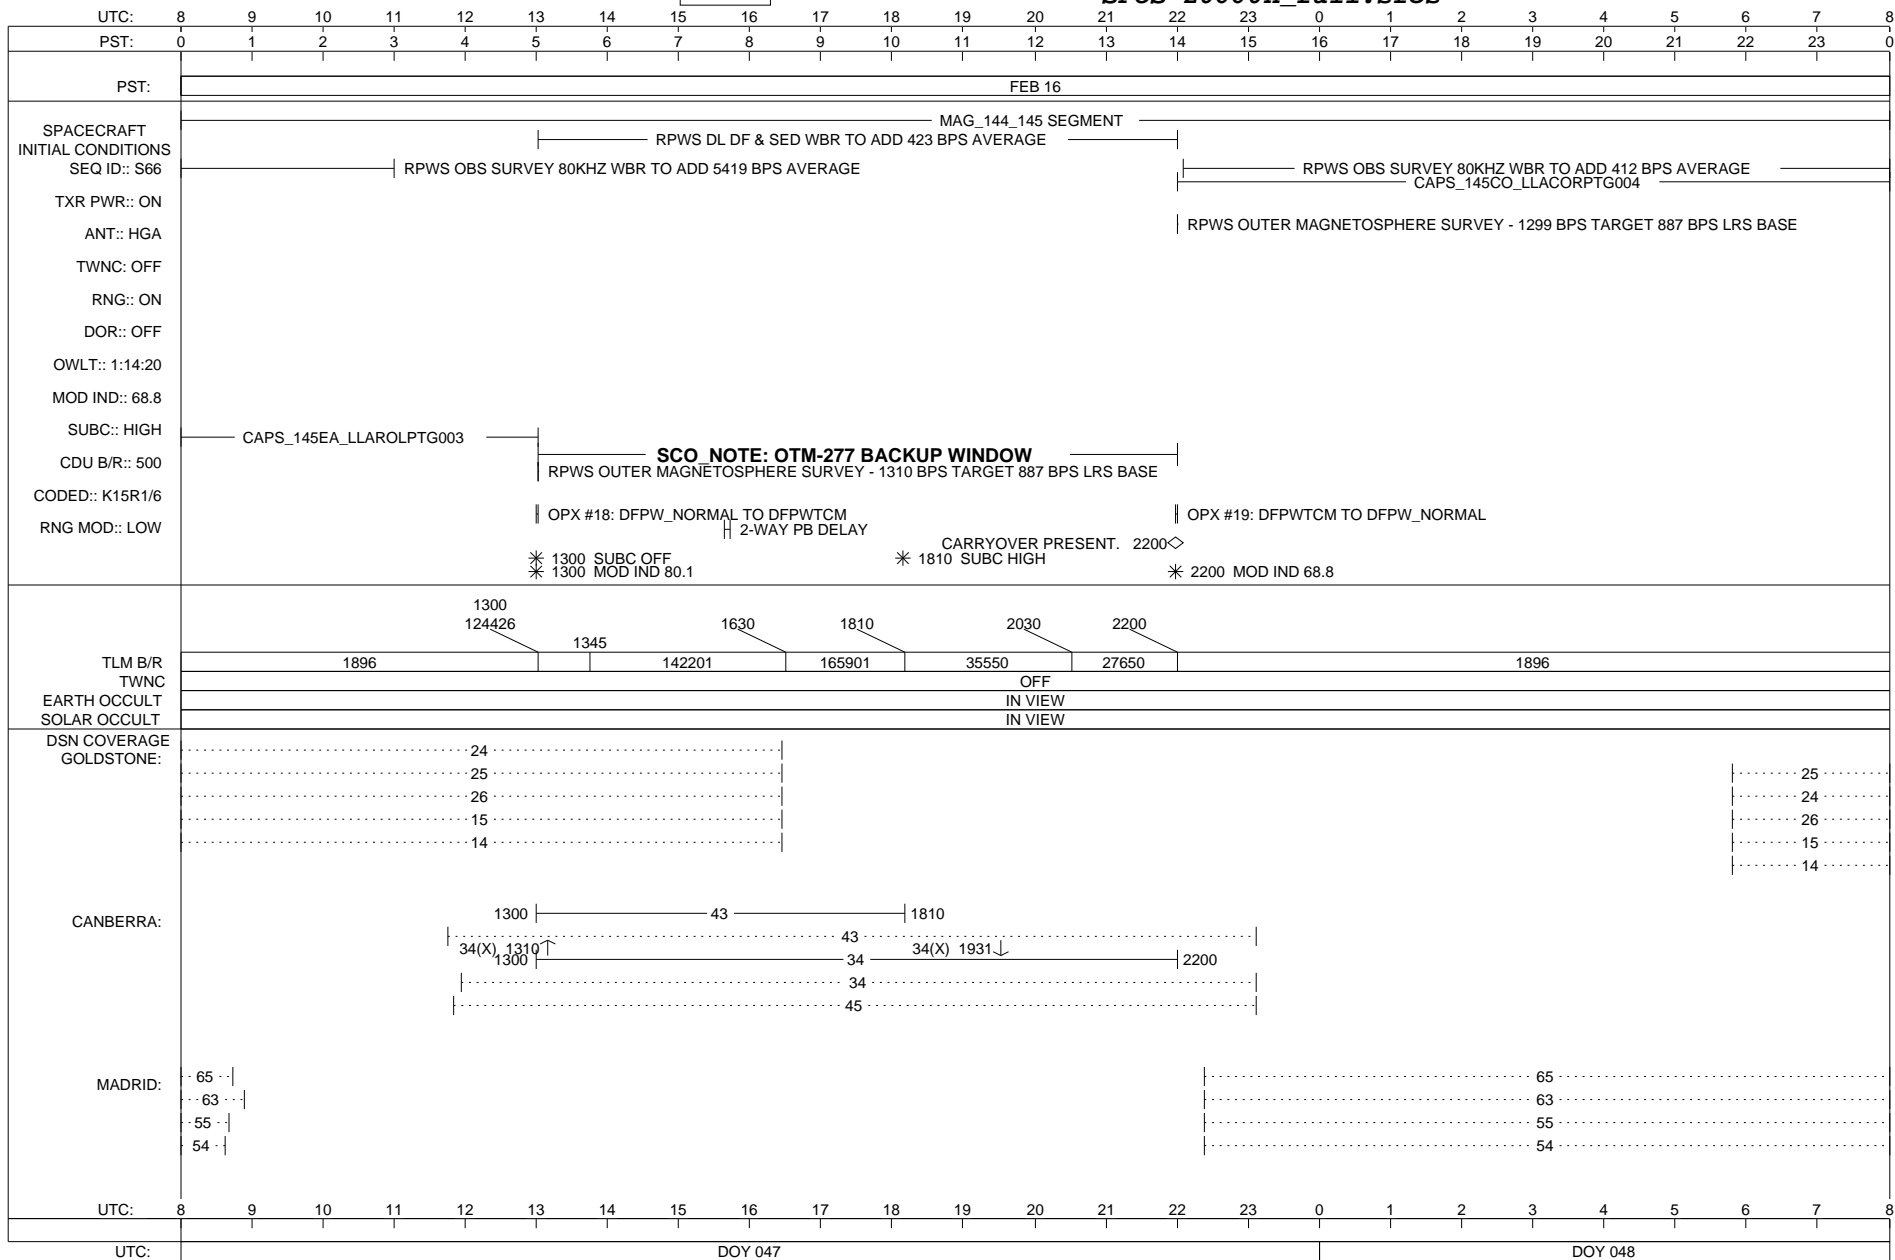 UTC: 8 9 10 11 12 13 14 15 16 17 18 19 20 21 22 23 0 1 2 3 4 5 6 7 8
PST: 0 1 2 3 4 5 6 7 8 9 10 11 12 13 14 15 16 17 18 19 20 21 22 23 0
PST: FEB 16
SPACECRAFT
INITIAL CONDITIONS
MAG_144_145 SEGMENT
RPWS DL DF & SED WBR TO ADD 423 BPS AVERAGE
SEQ ID:: S66
RPWS OBS SURVEY 80KHZ WBR TO ADD 5419 BPS AVERAGE
RPWS OBS SURVEY 80KHZ WBR TO ADD 412 BPS AVERAGE
CAPS_145CO_LLACORPTG004
TXR PWR:: ON
ANT:: HGA
RPWS OUTER MAGNETOSPHERE SURVEY - 1299 BPS TARGET 887 BPS LRS BASE
TWNC: OFF
RNG:: ON
DOR:: OFF
OWLT:: 1:14:20
MOD IND:: 68.8
SUBC:: HIGH
CAPS_145EA_LLAROLPTG003
SCO_NOTE: OTM-277 BACKUP WINDOW
CDU B/R:: 500
RPWS OUTER MAGNETOSPHERE SURVEY - 1310 BPS TARGET 887 BPS LRS BASE
CODED:: K15R1/6
OPX #18: DFPW_NORMAL TO DFPWTCM
OPX #19: DFPWTCM TO DFPW_NORMAL
RNG MOD:: LOW
2-WAY PB DELAY
CARRYOVER PRESENT. 2200
1300 SUBC OFF
1810 SUBC HIGH
1300 MOD IND 80.1
2200 MOD IND 68.8
1300
124426 1630 1810 2030 2200
1345
TLM B/R 1896 142201 165901 35550 27650 1896
TWNC OFF
EARTH OCCULT IN VIEW
SOLAR OCCULT IN VIEW
DSN COVERAGE
GOLDSTONE:
24
25 25
26 24
15 26
14 15
14
CANBERRA:
1300 43 1810
43
34(X) 1310 34(X) 1931
1300 34 2200
34
45
MADRID:
65 65
63 63
55 55
54 54
UTC: 8 9 10 11 12 13 14 15 16 17 18 19 20 21 22 23 0 1 2 3 4 5 6 7 8
UTC: DOY 047 DOY 048